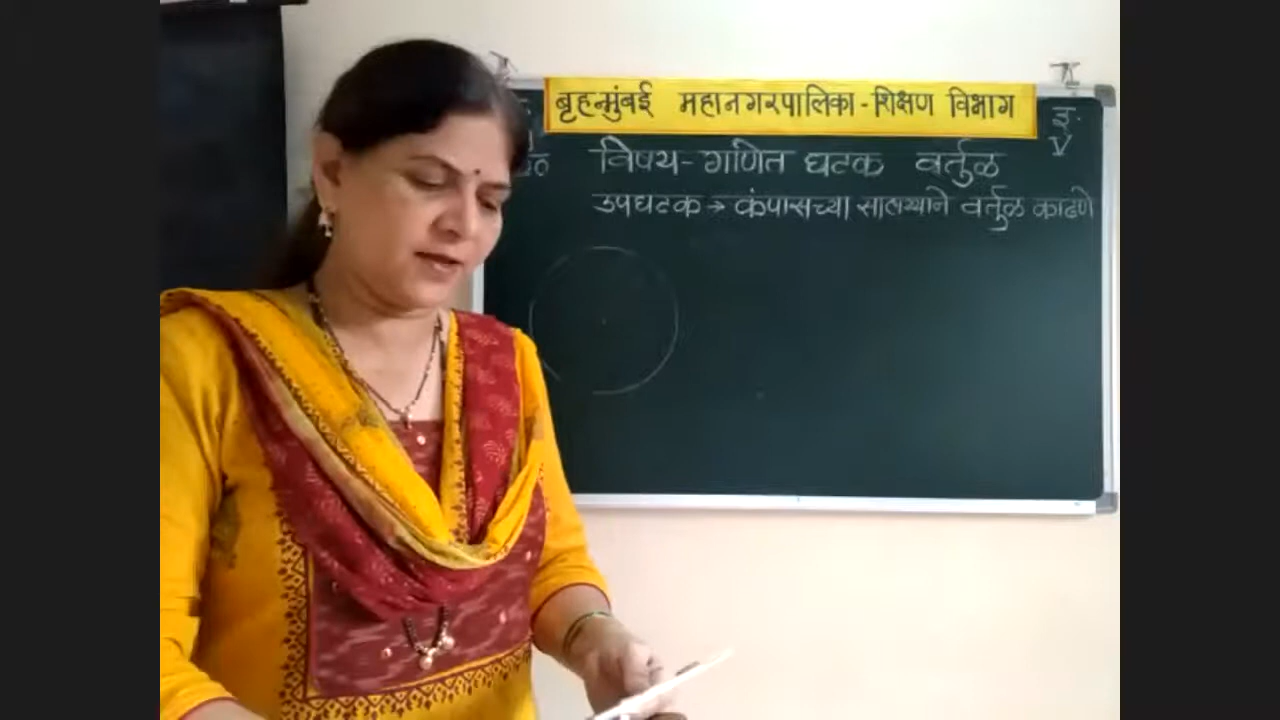 बृहन्मुंबई महानगरपालिका - शिक्षण विभाग
इ.
V
विषय - गणित घटक वर्तुळ
उपघटक → कंपासच्या साहाय्याने वर्तुळ काढणे